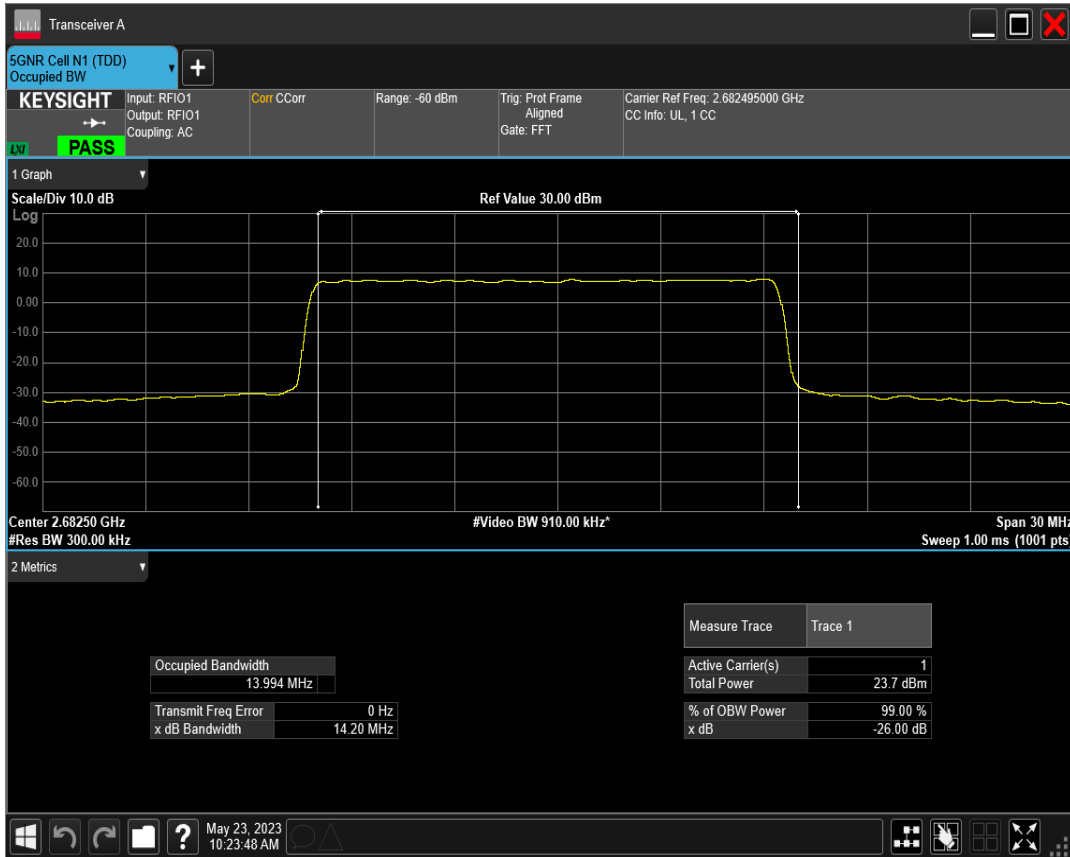 Transceiver A
5GNR Cell N1 (TDD)
Occupied BW
KEYSIGHT
LXI
PASS
Input: RFIO1
Output: RFIO1
Coupling: AC
Corr CCorr
Range: -60 dBm
Trig: Prot Frame
Aligned
Gate: FFT
Carrier Ref Freq: 2.682495000 GHz
CC Info: UL, 1 CC
1 Graph
Scale/Div 10.0 dB
Ref Value 30.00 dBm
Log
20.0
10.0
0.00
-10.0
-20.0
-30.0
-40.0
-50.0
-60.0
Center 2.68250 GHz
#Video BW 910.00 kHz*
Span 30 MHz
#Res BW 300.00 kHz
Sweep 1.00 ms (1001 pts)
2 Metrics
Measure Trace Trace 1
Occupied Bandwidth
13.994 MHz
Active Carrier(s) 1
Total Power 23.7 dBm
Transmit Freq Error 0 Hz
x dB Bandwidth 14.20 MHz
% of OBW Power 99.00 %
x dB -26.00 dB
May 23, 2023
10:23:48 AM